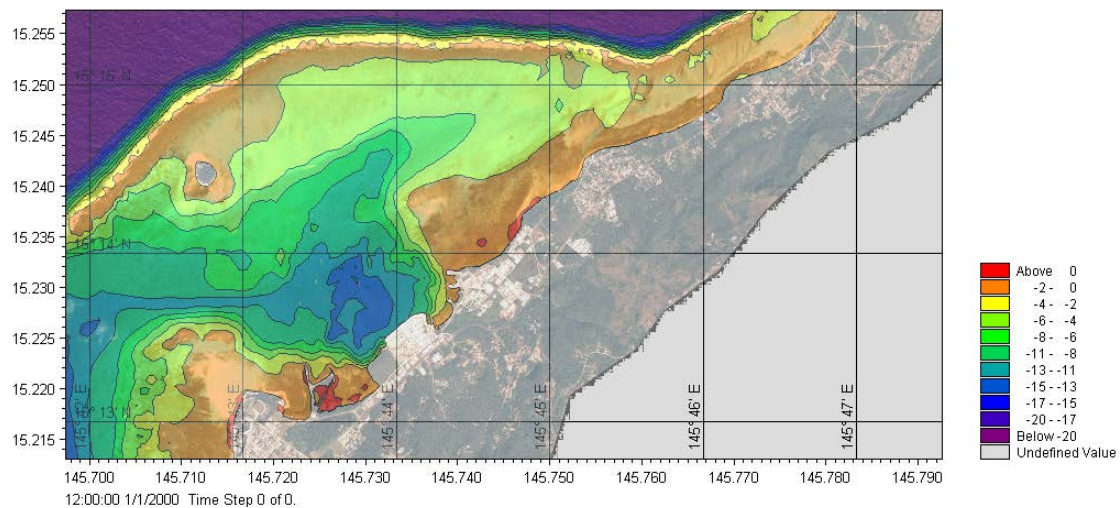 15.255
15.250
15.245
15.240
15.235
15.230
15.225
15.220
15.215
15° 15' N
15° 14' N
15° 13' N
145° 42' E
145° 43' E
145° 44' E
145° 45' E
145° 46' E
145° 47' E
145.700 145.710 145.720 145.730 145.740 145.750 145.760 145.770 145.780 145.790
12:00:00 1/1/2000 Time Step 0 of 0.
Above 0
-2 - 0
-4 - -2
-6 - -4
-8 - -6
-11 - -8
-13 - -11
-15 - -13
-17 - -15
-20 - -17
Below -20
Undefined Value